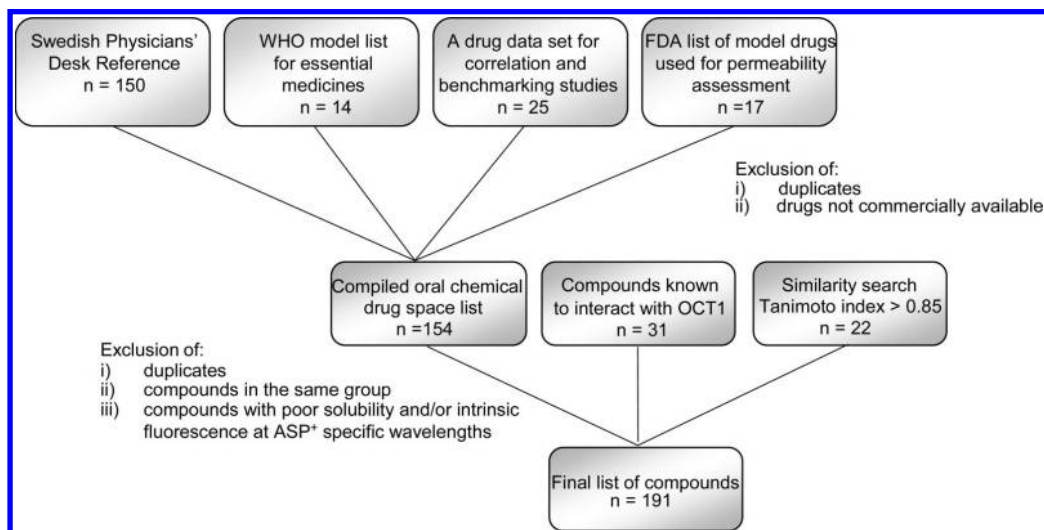 Swedish Physicians'
Desk Reference
n = 150
WHO model list
for essential
medicines
n = 14
A drug data set for
correlation and
benchmarking studies
n = 25
FDA list of model drugs
used for permeability
assessment
n =17
Exclusion of:
i) duplicates
ii) drugs not commercially available
Compiled oral chemical
drug space list
n =154
Compounds known
to interact with OCT1
n = 31
Similarity search
Tanimoto index > 0.85
n = 22
Exclusion of:
i) duplicates
ii) compounds in the same group
iii) compounds with poor solubility and/or intrinsic
fluorescence at ASP⁺ specific wavelengths
Final list of compounds
n = 191